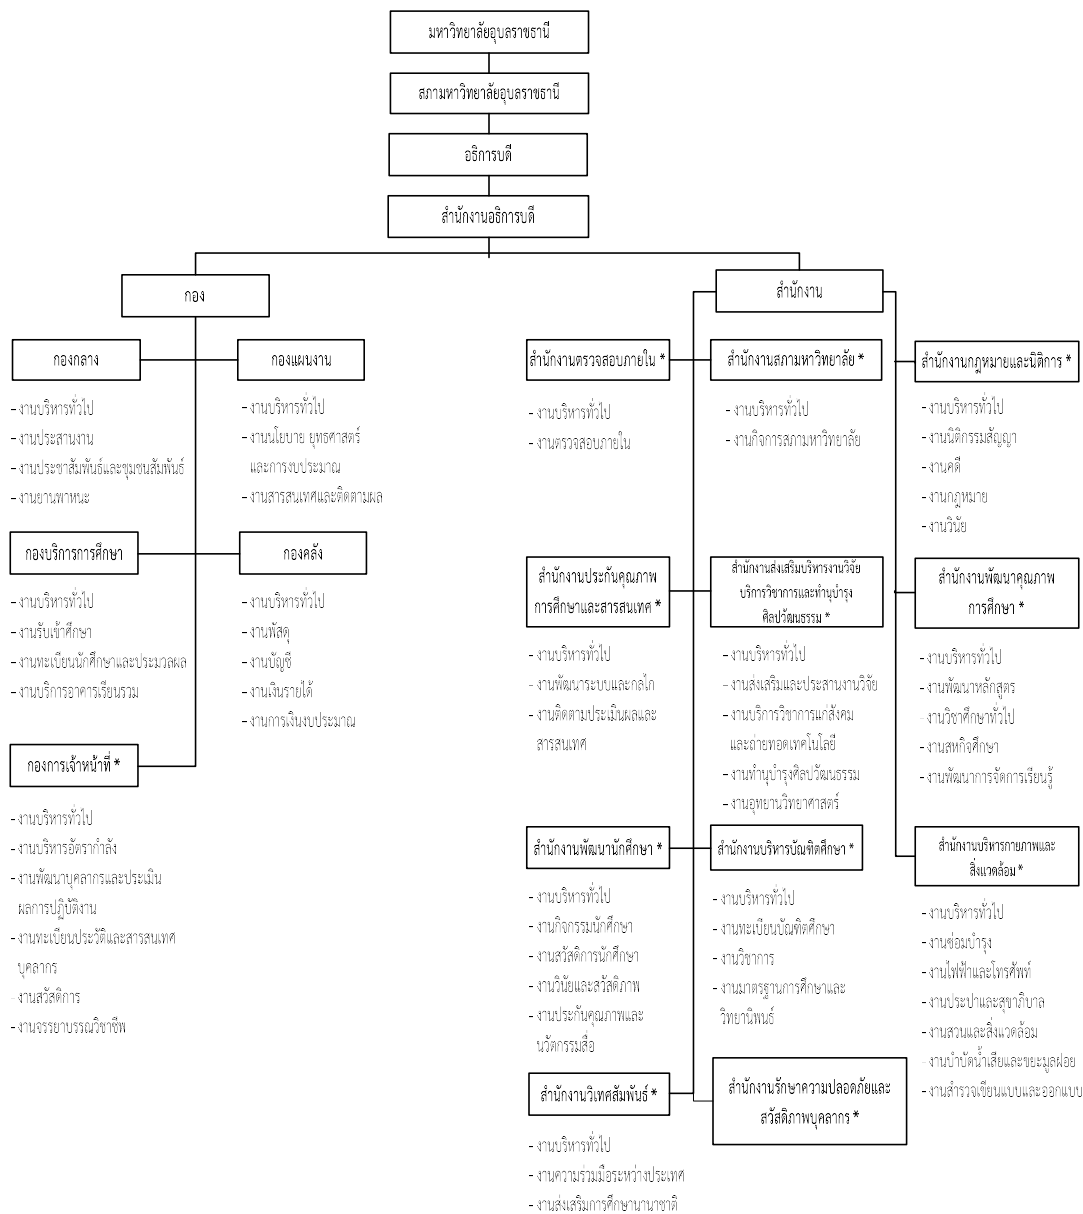 มหาวิทยาลัยอุบลราชธานี
สภามหาวิทยาลัยอุบลราชธานี
อธิการบดี
สำนักงานอธิการบดี
กอง
กองกลาง
- งานบริหารทั่วไป
- งานประสานงาน
- งานประชาสัมพันธ์และชุมชนสัมพันธ์
- งานยานพาหนะ
กองแผนงาน
- งานบริหารทั่วไป
- งานนโยบาย ยุทธศาสตร์
และการงบประมาณ
- งานสารสนเทศและติดตามผล
กองบริการการศึกษา
- งานบริหารทั่วไป
- งานรับเข้าศึกษา
- งานทะเบียนนักศึกษาและประมวลผล
- งานบริการอาคารเรียนรวม
กองคลัง
- งานบริหารทั่วไป
- งานพัสดุ
- งานบัญชี
- งานเงินรายได้
- งานการเงินงบประมาณ
กองการเจ้าหน้าที่ *
- งานบริหารทั่วไป
- งานบริหารอัตรากำลัง
- งานพัฒนาบุคลากรและประเมิน
ผลการปฏิบัติงาน
- งานทะเบียนประวัติและสารสนเทศ
บุคลากร
- งานสวัสดิการ
- งานจรรยาบรรณวิชาชีพ
สำนักงาน
สำนักงานตรวจสอบภายใน *
- งานบริหารทั่วไป
- งานตรวจสอบภายใน
สำนักงานสภามหาวิทยาลัย *
- งานบริหารทั่วไป
- งานกิจการสภามหาวิทยาลัย
สำนักงานกฎหมายและนิติการ *
- งานบริหารทั่วไป
- งานนิติกรรมสัญญา
- งานคดี
- งานกฎหมาย
- งานวินัย
สำนักงานประกันคุณภาพ
การศึกษาและสารสนเทศ *
- งานบริหารทั่วไป
- งานพัฒนาระบบและกลไก
- งานติดตามประเมินผลและ
สารสนเทศ
สำนักงานส่งเสริมบริหารงานวิจัย
บริการวิชาการและทำนุบำรุง
ศิลปวัฒนธรรม *
- งานบริหารทั่วไป
- งานส่งเสริมและประสานงานวิจัย
- งานบริการวิชาการแก่สังคม
และถ่ายทอดเทคโนโลยี
- งานทำนุบำรุงศิลปวัฒนธรรม
- งานอุทยานวิทยาศาสตร์
สำนักงานพัฒนาคุณภาพ
การศึกษา *
- งานบริหารทั่วไป
- งานพัฒนาหลักสูตร
- งานวิชาศึกษาทั่วไป
- งานสหกิจศึกษา
- งานพัฒนาการจัดการเรียนรู้
สำนักงานพัฒนานักศึกษา *
- งานบริหารทั่วไป
- งานกิจกรรมนักศึกษา
- งานสวัสดิการนักศึกษา
- งานวินัยและสวัสดิภาพ
- งานประกันคุณภาพและ
นวัตกรรมสื่อ
สำนักงานบริหารบัณฑิตศึกษา *
- งานบริหารทั่วไป
- งานทะเบียนบัณฑิตศึกษา
- งานวิชาการ
- งานมาตรฐานการศึกษาและ
วิทยานิพนธ์
สำนักงานบริหารกายภาพและ
สิ่งแวดล้อม *
- งานบริหารทั่วไป
- งานซ่อมบำรุง
- งานไฟฟ้าและโทรศัพท์
- งานประปาและสุขาภิบาล
- งานสวนและสิ่งแวดล้อม
- งานบำบัดน้ำเสียและขยะมูลฝอย
- งานสำรวจเขียนแบบและออกแบบ
สำนักงานวิเทศสัมพันธ์ *
- งานบริหารทั่วไป
- งานความร่วมมือระหว่างประเทศ
- งานส่งเสริมการศึกษานานาชาติ
สำนักงานรักษาความปลอดภัยและ
สวัสดิภาพบุคลากร *